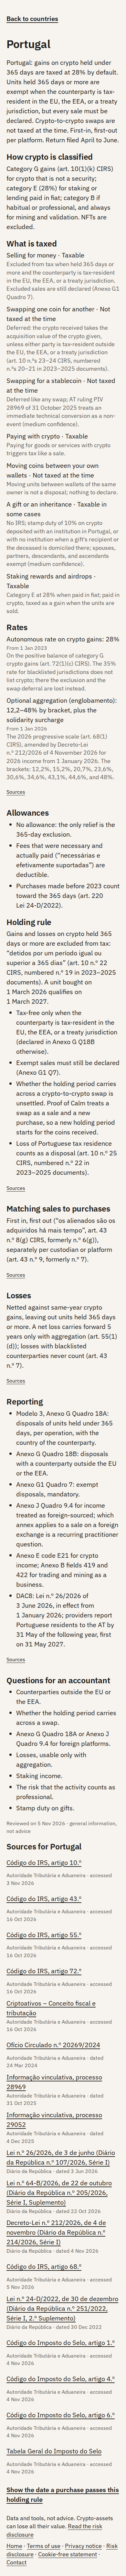 Back to countries
Portugal
Portugal: gains on crypto held under
365 days are taxed at 28% by default.
Units held 365 days or more are
exempt when the counterparty is tax-
resident in the EU, the EEA, or a treaty
jurisdiction, but every sale must be
declared. Crypto-to-crypto swaps are
not taxed at the time. First-in, first-out
per platform. Return filed April to June.
How crypto is classified
Category G gains (art. 10(1)(k) CIRS)
for crypto that is not a security;
category E (28%) for staking or
lending paid in fiat; category B if
habitual or professional, and always
for mining and validation. NFTs are
excluded.
What is taxed
Selling for money · Taxable
Excluded from tax when held 365 days or
more and the counterparty is tax-resident
in the EU, the EEA, or a treaty jurisdiction.
Excluded sales are still declared (Anexo G1
Quadro 7).
Swapping one coin for another · Not
taxed at the time
Deferred: the crypto received takes the
acquisition value of the crypto given,
unless either party is tax-resident outside
the EU, the EEA, or a treaty jurisdiction
(art. 10 n.ºs 23–24 CIRS, numbered
n.ºs 20–21 in 2023–2025 documents).
Swapping for a stablecoin · Not taxed
at the time
Deferred like any swap; AT ruling PIV
28969 of 31 October 2025 treats an
immediate technical conversion as a non-
event (medium confidence).
Paying with crypto · Taxable
Paying for goods or services with crypto
triggers tax like a sale.
Moving coins between your own
wallets · Not taxed at the time
Moving units between wallets of the same
owner is not a disposal; nothing to declare.
A gift or an inheritance · Taxable in
some cases
No IRS; stamp duty of 10% on crypto
deposited with an institution in Portugal, or
with no institution when a gift's recipient or
the deceased is domiciled there; spouses,
partners, descendants, and ascendants
exempt (medium confidence).
Staking rewards and airdrops ·
Taxable
Category E at 28% when paid in fiat; paid in
crypto, taxed as a gain when the units are
sold.
Rates
Autonomous rate on crypto gains: 28%
From 1 Jan 2023
On the positive balance of category G
crypto gains (art. 72(1)(c) CIRS). The 35%
rate for blacklisted jurisdictions does not
list crypto; there the exclusion and the
swap deferral are lost instead.
Optional aggregation (englobamento):
12,2–48% by bracket, plus the
solidarity surcharge
From 1 Jan 2026
The 2026 progressive scale (art. 68(1)
CIRS), amended by Decreto-Lei
n.º 212/2026 of 4 November 2026 for
2026 income from 1 January 2026. The
brackets: 12,2%, 15,2%, 20,7%, 23,6%,
30,6%, 34,6%, 43,1%, 44,6%, and 48%.
Sources
Allowances
No allowance: the only relief is the
365-day exclusion.
Fees that were necessary and
actually paid (“necessárias e
efetivamente suportadas”) are
deductible.
Purchases made before 2023 count
toward the 365 days (art. 220
Lei 24-D/2022).
Holding rule
Gains and losses on crypto held 365
days or more are excluded from tax:
“detidos por um período igual ou
superior a 365 dias” (art. 10 n.º 22
CIRS, numbered n.º 19 in 2023–2025
documents). A unit bought on
1 March 2026 qualifies on
1 March 2027.
Tax-free only when the
counterparty is tax-resident in the
EU, the EEA, or a treaty jurisdiction
(declared in Anexo G Q18B
otherwise).
Exempt sales must still be declared
(Anexo G1 Q7).
Whether the holding period carries
across a crypto-to-crypto swap is
unsettled. Proof of Calm treats a
swap as a sale and a new
purchase, so a new holding period
starts for the coins received.
Loss of Portuguese tax residence
counts as a disposal (art. 10 n.º 25
CIRS, numbered n.º 22 in
2023–2025 documents).
Sources
Matching sales to purchases
First in, first out (“os alienados são os
adquiridos há mais tempo”, art. 43
n.º 8(g) CIRS, formerly n.º 6(g)),
separately per custodian or platform
(art. 43 n.º 9, formerly n.º 7).
Sources
Losses
Netted against same-year crypto
gains, leaving out units held 365 days
or more. A net loss carries forward 5
years only with aggregation (art. 55(1)
(d)); losses with blacklisted
counterparties never count (art. 43
n.º 7).
Sources
Reporting
Modelo 3, Anexo G Quadro 18A:
disposals of units held under 365
days, per operation, with the
country of the counterparty.
Anexo G Quadro 18B: disposals
with a counterparty outside the EU
or the EEA.
Anexo G1 Quadro 7: exempt
disposals, mandatory.
Anexo J Quadro 9.4 for income
treated as foreign-sourced; which
annex applies to a sale on a foreign
exchange is a recurring practitioner
question.
Anexo E code E21 for crypto
income; Anexo B fields 419 and
422 for trading and mining as a
business.
DAC8: Lei n.º 26/2026 of
3 June 2026, in effect from
1 January 2026; providers report
Portuguese residents to the AT by
31 May of the following year, first
on 31 May 2027.
Sources
Questions for an accountant
Counterparties outside the EU or
the EEA.
Whether the holding period carries
across a swap.
Anexo G Quadro 18A or Anexo J
Quadro 9.4 for foreign platforms.
Losses, usable only with
aggregation.
Staking income.
The risk that the activity counts as
professional.
Stamp duty on gifts.
Reviewed on 5 Nov 2026 · general information,
not advice
Sources for Portugal
Código do IRS, artigo 10.º
Autoridade Tributária e Aduaneira · accessed
3 Nov 2026
Código do IRS, artigo 43.º
Autoridade Tributária e Aduaneira · accessed
16 Oct 2026
Código do IRS, artigo 55.º
Autoridade Tributária e Aduaneira · accessed
16 Oct 2026
Código do IRS, artigo 72.º
Autoridade Tributária e Aduaneira · accessed
16 Oct 2026
Criptoativos – Conceito fiscal e
tributação
Autoridade Tributária e Aduaneira · accessed
16 Oct 2026
Ofício Circulado n.º 20269/2024
Autoridade Tributária e Aduaneira · dated
24 Mar 2024
Informação vinculativa, processo
28969
Autoridade Tributária e Aduaneira · dated
31 Oct 2025
Informação vinculativa, processo
29052
Autoridade Tributária e Aduaneira · dated
4 Dec 2025
Lei n.º 26/2026, de 3 de junho (Diário
da República n.º 107/2026, Série I)
Diário da República · dated 3 Jun 2026
Lei n.º 64-B/2026, de 22 de outubro
(Diário da República n.º 205/2026,
Série I, Suplemento)
Diário da República · dated 22 Oct 2026
Decreto-Lei n.º 212/2026, de 4 de
novembro (Diário da República n.º
214/2026, Série I)
Diário da República · dated 4 Nov 2026
Código do IRS, artigo 68.º
Autoridade Tributária e Aduaneira · accessed
5 Nov 2026
Lei n.º 24-D/2022, de 30 de dezembro
(Diário da República n.º 251/2022,
Série I, 2.º Suplemento)
Diário da República · dated 30 Dec 2022
Código do Imposto do Selo, artigo 1.º
Autoridade Tributária e Aduaneira · accessed
4 Nov 2026
Código do Imposto do Selo, artigo 4.º
Autoridade Tributária e Aduaneira · accessed
4 Nov 2026
Código do Imposto do Selo, artigo 6.º
Autoridade Tributária e Aduaneira · accessed
4 Nov 2026
Tabela Geral do Imposto do Selo
Autoridade Tributária e Aduaneira · accessed
4 Nov 2026
Show the date a purchase passes this
holding rule
Data and tools, not advice. Crypto-assets
can lose all their value. Read the risk
disclosure
Home · Terms of use · Privacy notice · Risk
disclosure · Cookie-free statement ·
Contact